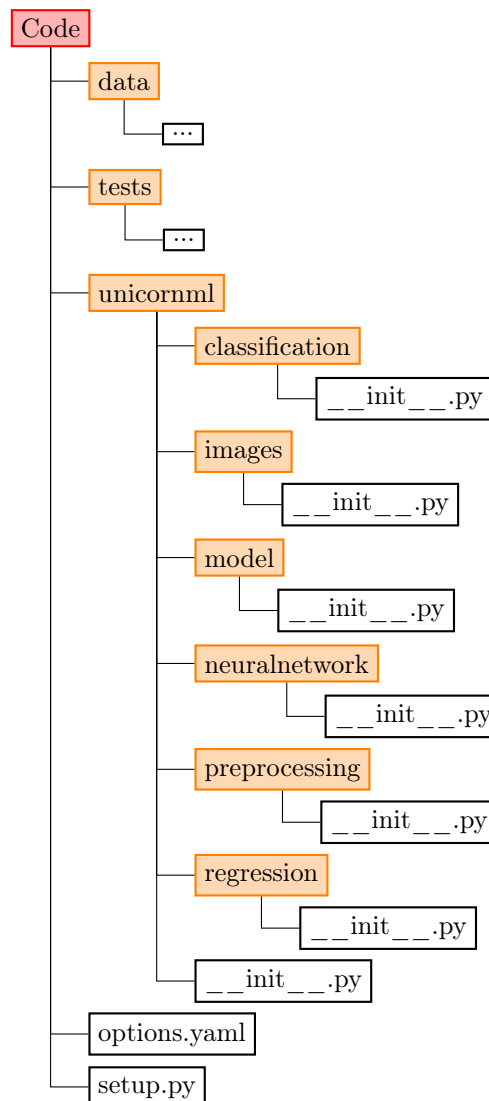 Code
data
...
tests
...
unicornml
classification
__init__.py
images
__init__.py
model
__init__.py
neuralnetwork
__init__.py
preprocessing
__init__.py
regression
__init__.py
__init__.py
options.yaml
setup.py